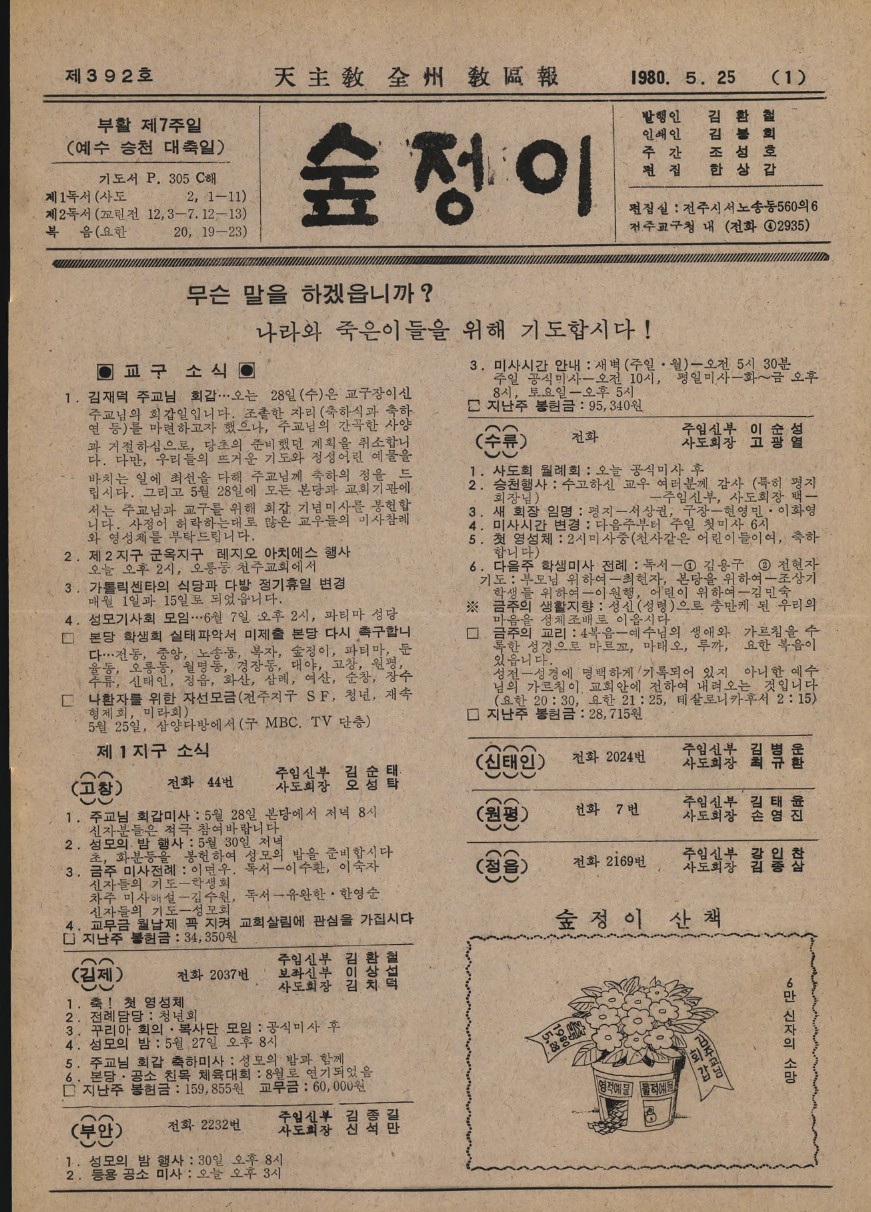 제392호
天主敎 全州 敎區報
1980. 5. 25 (1)
부활 제7주일
(예수 승천 대축일)
기도서 P. 305 C해
제1독서(사도 2, 1—11)
제2독서(꼬린전 12,3—7.12—13)
복 음(요한 20, 19—23)
숲정이
발행인 김환철
인쇄인 김봉희
주 간 조성호
편 집 한상갑
편집실 : 전주시서노송동560의6
전주교구청 내 (전화 ④2935)
무슨 말을 하겠읍니까?
나라와 죽은이들을 위해 기도합시다!
▣ 교구 소식 ▣
1. 김재덕 주교님 회갑…오는 28일(수)은 교구장이신
주교님의 회갑일입니다. 조촐한 자리(축하식과 축하
연 등)를 마련하고자 했으나, 주교님의 간곡한 사양
과 거절하심으로, 당초의 준비했던 계획을 취소합니
다. 다만, 우리들의 뜨거운 기도와 정성어린 예물을
바치는 일에 최선을 다해 주교님께 축하의 정을 드
립시다. 그리고 5월 28일에 모든 본당과 교회기관에
서는 주교님과 교구를 위해 회갑 기념미사를 봉헌합
니다. 사정이 허락하는대로 많은 교우들의 미사참례
와 영성체를 부탁드립니다.
2. 제2지구 군옥지구 레지오 아치에스 행사
오늘 오후 2시, 오룡동 천주교회에서
3. 가톨릭센타의 식당과 다방 정기휴일 변경
매월 1일과 15일로 되었읍니다.
4. 성모기사회 모임…6월 7일 오후 2시, 파티마 성당
□ 본당 학생회 실태파악서 미제출 본당 다시 촉구합니
다…전동, 중앙, 노송동, 복자, 숲정이, 파티마, 둔
율동, 오룡동, 월명동, 경장동, 대야, 고창, 원평,
수류, 신태인, 정읍, 화산, 삼례, 여산, 순창, 장수
□ 나환자를 위한 자선모금(전주지구 SF, 청년, 재속
형제회, 미라회)
5월 25일, 삼양다방에서(구 MBC. TV 단층)
제1지구 소식
(고창) 전화 44번 주임신부 김순태
사도회장 오성탁
1. 주교님 회갑미사 : 5월 28일 본당에서 저녁 8시
신자분들은 적극 참여바랍니다
2. 성모의 밤 행사 : 5월 30일 저녁
초, 화분등을 봉헌하여 성모의 밤을 준비합시다
3. 금주 미사전례 : 이면우. 독서—이수환, 이숙자
신자들의 기도—학생회
차주 미사해설—김수원, 독서—유완한·한영순
신자들의 기도—성모회
4. 교무금 월납제 꼭 지켜 교회살림에 관심을 가집시다
□ 지난주 봉헌금 : 34,350원
(김제) 전화 2037번 주임신부 김환철
보좌신부 이상섭
사도회장 김치덕
1. 축! 첫 영성체
2. 전례담당 : 청년회
3. 꾸리아 회의·복사단 모임 : 공식미사 후
4. 성모의 밤 : 5월 27일 오후 8시
5. 주교님 회갑 축하미사 : 성모의 밤과 함께
6. 본당·공소 친목 체육대회 : 8월로 연기되었음
□ 지난주 봉헌금 : 159,855원 교무금 : 60,000원
(부안) 전화 2232번 주임신부 김종길
사도회장 신석만
1. 성모의 밤 행사 : 30일 오후 8시
2. 등용 공소 미사 : 오늘 오후 3시
3. 미사시간 안내 : 새벽(주일·월)—오전 5시 30분
주일 공식미사—오전 10시, 평일미사—화~금 오후
8시, 토요일—오후 5시
□ 지난주 봉헌금 : 95,340원
(수류) 전화 주임신부 이순성
사도회장 고광열
1. 사도회 월례회 : 오늘 공식미사 후
2. 승천행사 : 수고하신 교우 여러분께 감사 (특히 평지
회장님) —주임신부, 사도회장 백—
3. 새 회장 임명 : 평지—서상권, 구장—현영민·이화영
4. 미사시간 변경 : 다음주부터 주일 첫미사 6시
5. 첫 영성체 : 2시미사중(천사같은 어린이들이여, 축하
합니다)
6. 다음주 학생미사 전례 : 독서—① 김용구 ② 전현자
기도 : 부모님 위하여—최현자, 본당을 위하여—조상기
학생들 위하여—이원행, 어린이 위하여—김민숙
※ 금주의 생활지향 : 성신(성령)으로 충만케 된 우리의
마음을 성체조배로 이읍시다
□ 금주의 교리 : 4복음—예수님의 생애와 가르침을 수
록한 성경으로 마르꼬, 마태오, 루까, 요한 복음이
있읍니다.
성전—성경에 명백하게 기록되어 있지 아니한 예수
님의 가르침이 교회안에 전하여 내려오는 것입니다
(요한 20 : 30, 요한 21 : 25, 테살로니카후서 2 : 15)
□ 지난주 봉헌금 : 28,715원
(신태인) 전화 2024번 주임신부 김병운
사도회장 최규환
(원평) 전화 7번 주임신부 김태윤
사도회장 손영진
(정읍) 전화 2169번 주임신부 강인찬
사도회장 김종삼
숲정이 산책
6만 신자의 소망
1980
5.28
김주교님
회갑
영적예물
물적예물